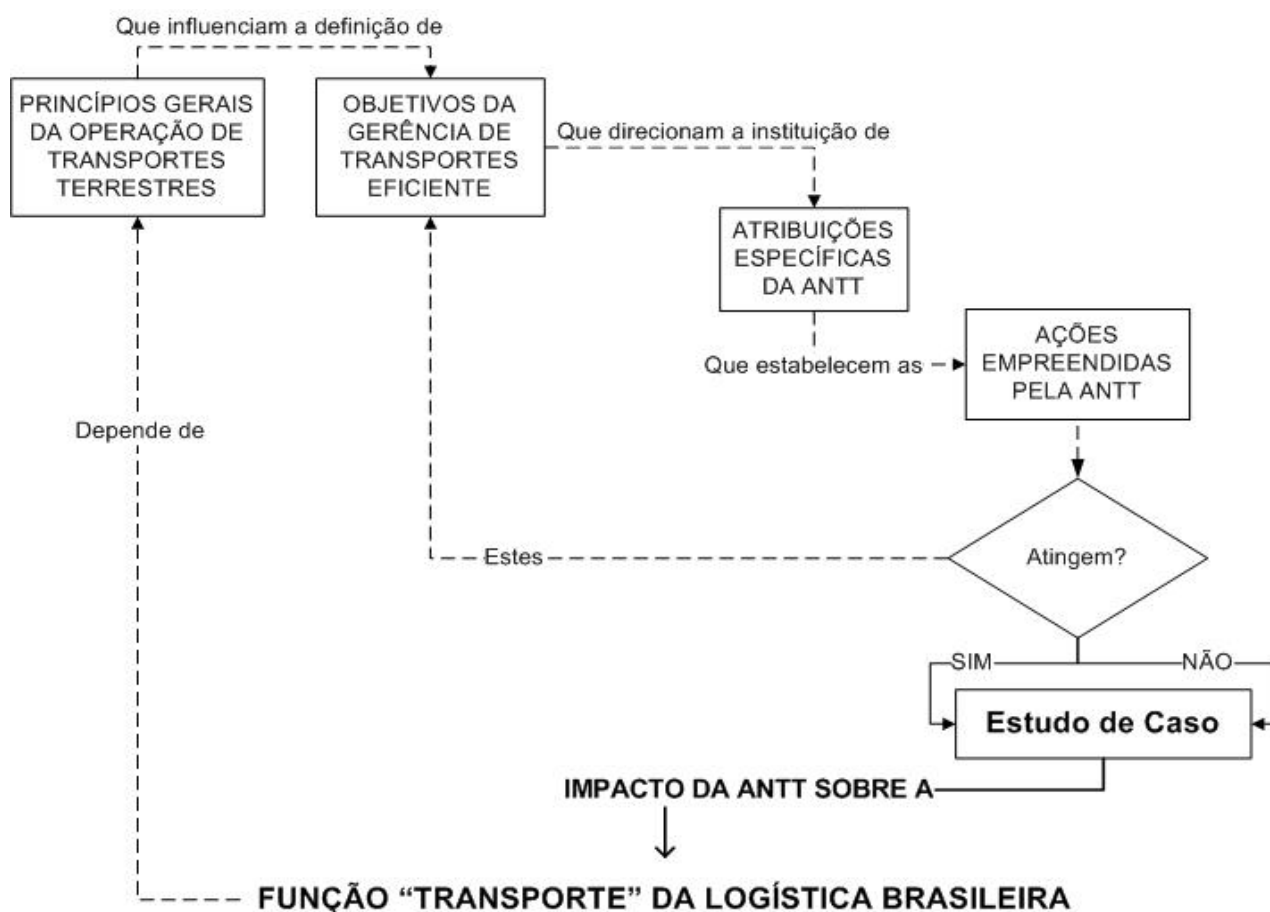 Que influenciam a definição de
PRINCÍPIOS GERAIS
DA OPERAÇÃO DE
TRANSPORTES
TERRESTRES
OBJETIVOS DA
GERÊNCIA DE
TRANSPORTES
EFICIENTE
Que direcionam a instituição de
ATRIBUIÇÕES
ESPECÍFICAS
DA ANTT
Que estabelecem as
AÇÕES
EMPREENDIDAS
PELA ANTT
Depende de
Estes
Atingem?
SIM
NÃO
Estudo de Caso
IMPACTO DA ANTT SOBRE A
FUNÇÃO “TRANSPORTE” DA LOGÍSTICA BRASILEIRA